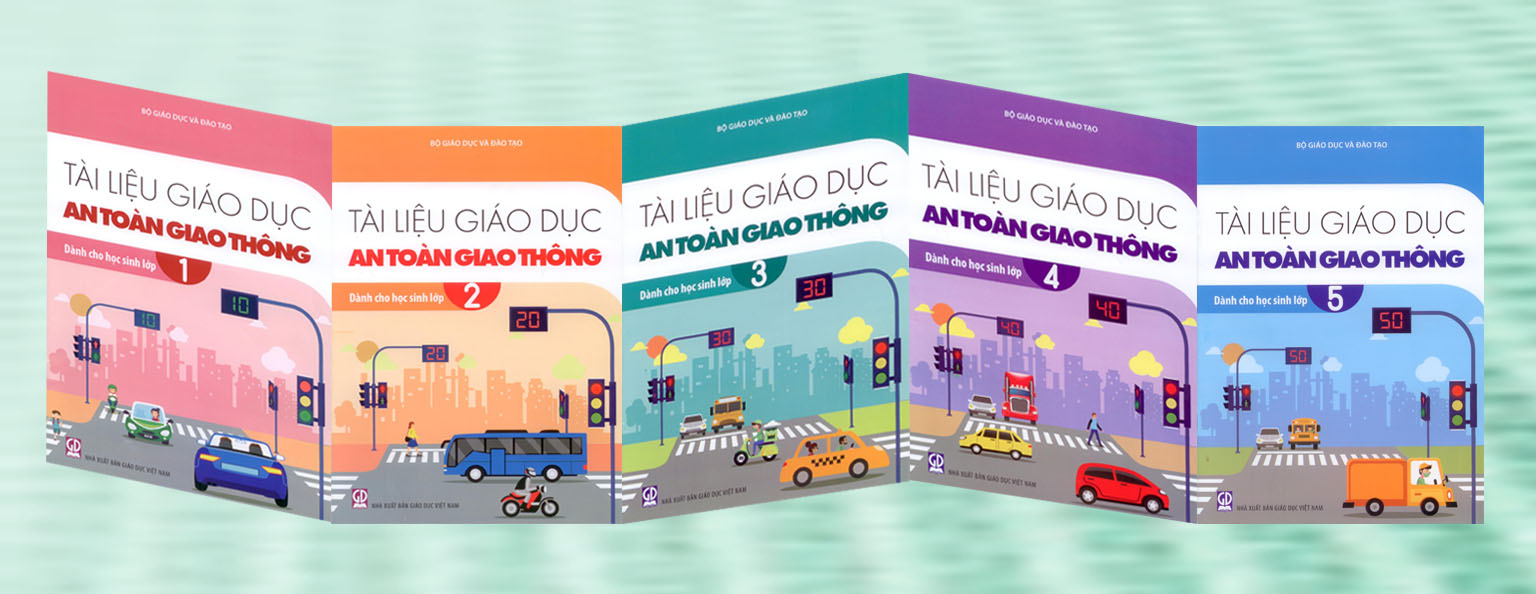 BỘ GIÁO DỤC VÀ ĐÀO TẠO
TÀI LIỆU GIÁO DỤC
AN TOÀN GIAO THÔNG
Dành cho học sinh lớp 1
10
10
GD
NHÀ XUẤT BẢN GIÁO DỤC VIỆT NAM
BỘ GIÁO DỤC VÀ ĐÀO TẠO
TÀI LIỆU GIÁO DỤC
AN TOÀN GIAO THÔNG
Dành cho học sinh lớp 2
20
20
GD
NHÀ XUẤT BẢN GIÁO DỤC VIỆT NAM
BỘ GIÁO DỤC VÀ ĐÀO TẠO
TÀI LIỆU GIÁO DỤC
AN TOÀN GIAO THÔNG
Dành cho học sinh lớp 3
30
30
GD
NHÀ XUẤT BẢN GIÁO DỤC VIỆT NAM
BỘ GIÁO DỤC VÀ ĐÀO TẠO
TÀI LIỆU GIÁO DỤC
AN TOÀN GIAO THÔNG
Dành cho học sinh lớp 4
40
40
GD
NHÀ XUẤT BẢN GIÁO DỤC VIỆT NAM
BỘ GIÁO DỤC VÀ ĐÀO TẠO
TÀI LIỆU GIÁO DỤC
AN TOÀN GIAO THÔNG
Dành cho học sinh lớp 5
50
50
GD
NHÀ XUẤT BẢN GIÁO DỤC VIỆT NAM